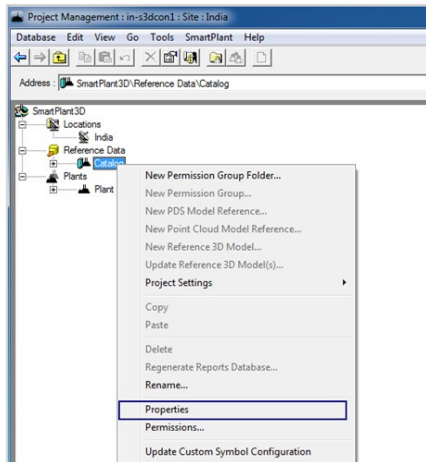 Project Management : in-s3dcon1 : Site : India
Database Edit View Go Tools SmartPlant Help
Address : SmartPlant3D\Reference Data\Catalog
SmartPlant3D
Locations
India
Reference Data
Catalog
Plants
Plant
New Permission Group Folder...
New Permission Group...
New PDS Model Reference...
New Point Cloud Model Reference...
New Reference 3D Model...
Update Reference 3D Model(s)...
Project Settings
Copy
Paste
Delete
Regenerate Reports Database...
Rename...
Properties
Permissions...
Update Custom Symbol Configuration